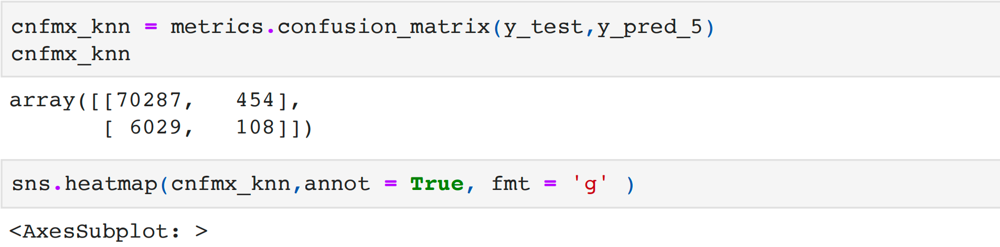 cnfmx_knn = metrics.confusion_matrix(y_test,y_pred_5)
cnfmx_knn
array([[70287,   454],
       [ 6029,   108]])
sns.heatmap(cnfmx_knn,annot = True, fmt = 'g' )
<AxesSubplot: >